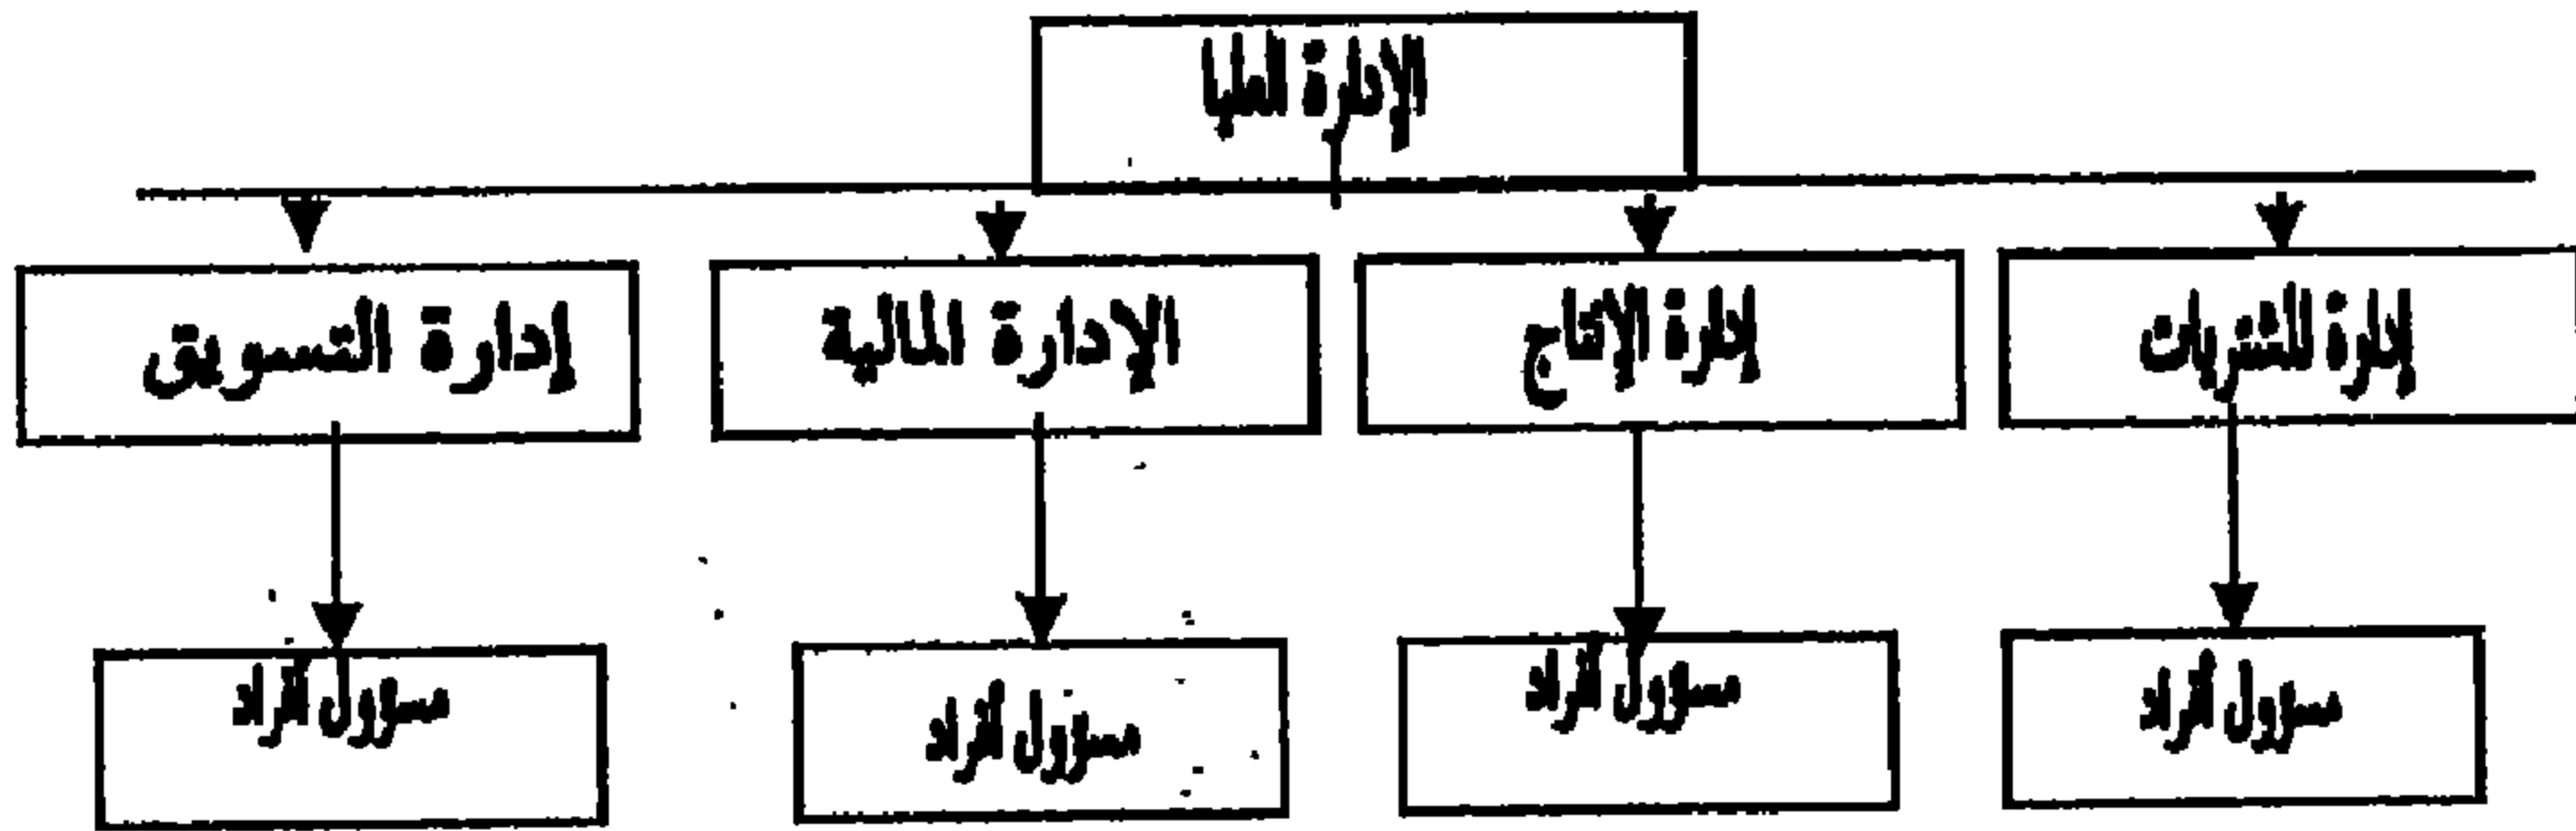 الإدارة العليا
إدارة المشتريات
إدارة الإنتاج
الإدارة المالية
إدارة التسويق
مسؤول أفراد
مسؤول أفراد
مسؤول أفراد
مسؤول أفراد